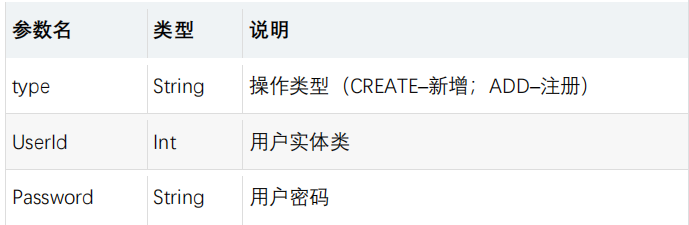 参数名 类型 说明
type String 操作类型（CREATE–新增；ADD–注册）
UserId Int 用户实体类
Password String 用户密码